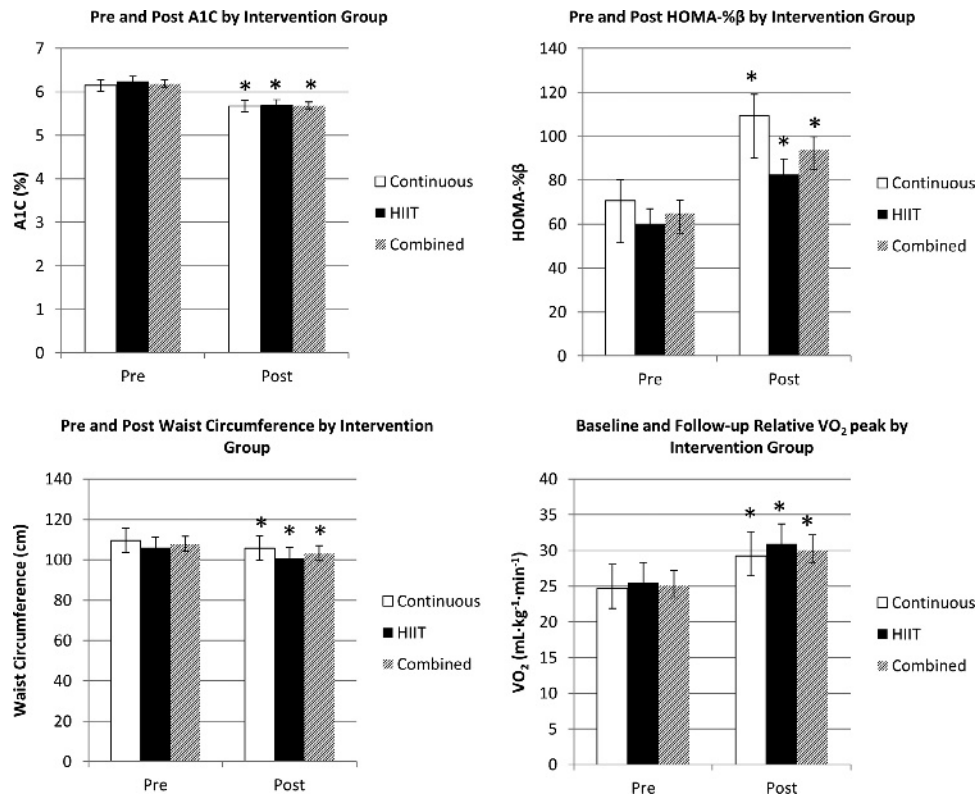 Pre and Post A1C by Intervention Group
A1C (%)
7
6
5
4
3
2
1
0
* * *
Pre
Post
Continuous
HIIT
Combined
Pre and Post HOMA-%β by Intervention Group
HOMA-%β
140
120
100
80
60
40
20
0
* * *
Pre
Post
Continuous
HIIT
Combined
Pre and Post Waist Circumference by Intervention
Group
Waist Circumference (cm)
140
120
100
80
60
40
20
0
* * *
Pre
Post
Continuous
HIIT
Combined
Baseline and Follow-up Relative VO₂ peak by
Intervention Group
VO₂ (mL·kg⁻¹·min⁻¹)
40
35
30
25
20
15
10
5
0
* * *
Pre
Post
Continuous
HIIT
Combined